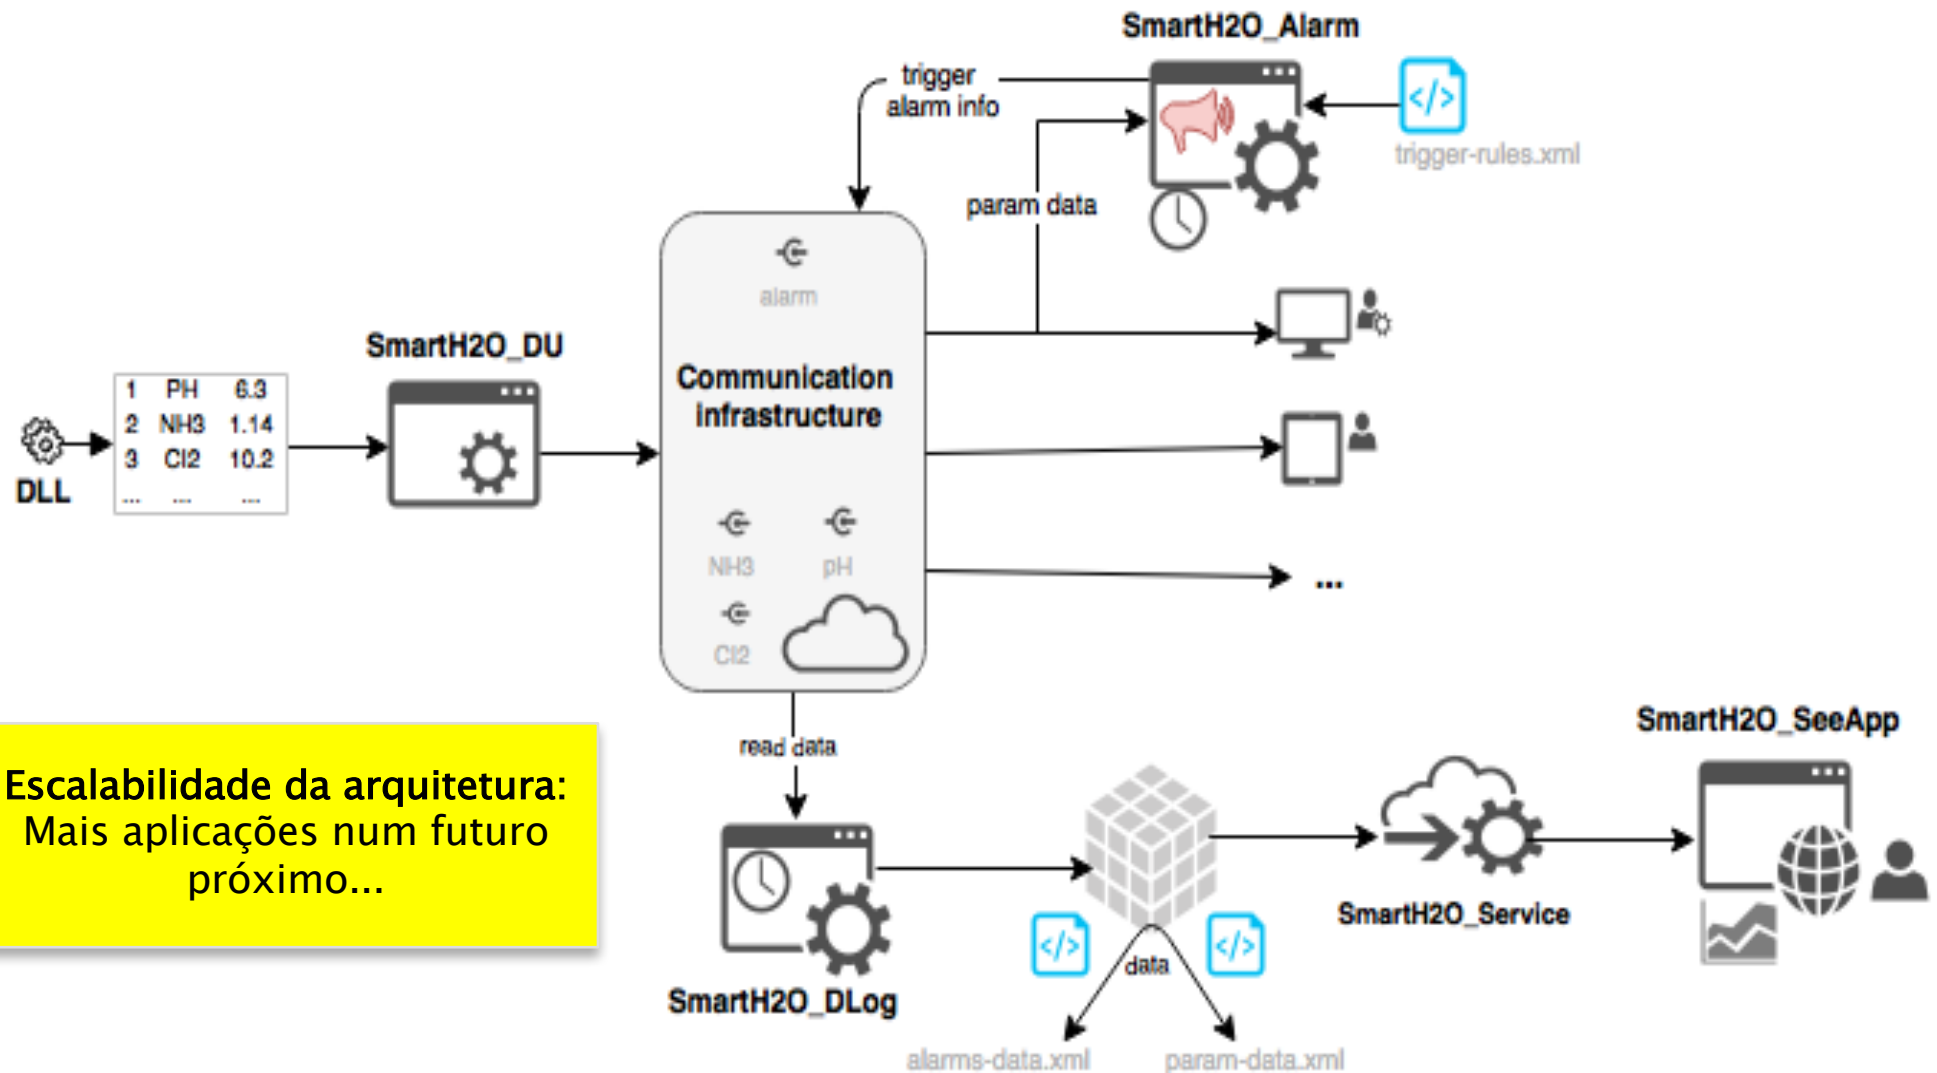 SmartH2O_Alarm
trigger
alarm info
</>
trigger-rules.xml
param data
alarm
SmartH2O_DU
Communication
infrastructure
1 PH 6.3
2 NH3 1.14
3 Cl2 10.2
... ... ...
DLL
NH3 pH
Cl2
...
read data
SmartH2O_SeeApp
Escalabilidade da arquitetura:
Mais aplicações num futuro
próximo...
SmartH2O_Service
</> </>
data
SmartH2O_DLog
alarms-data.xml param-data.xml